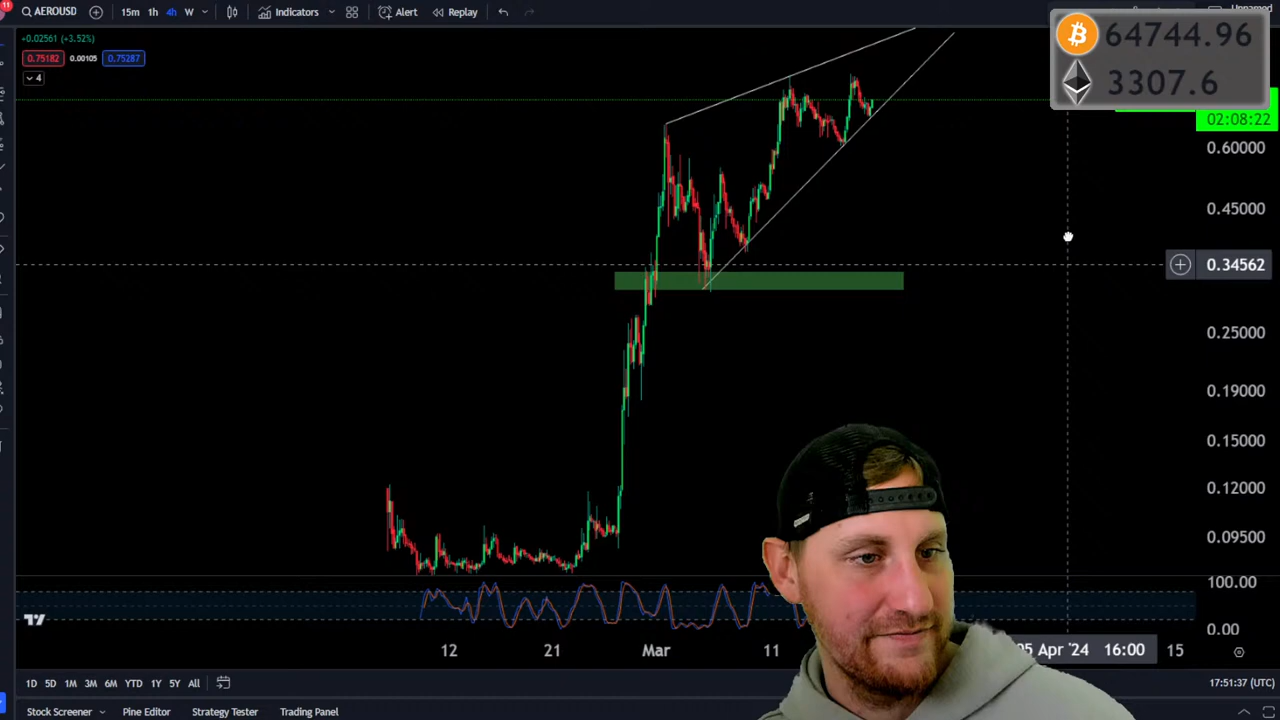 11
AEROUSD
15m 1h 4h W
Indicators
Alert
Replay
Unnamed
+0.02561 (+3.52%)
0.75182 0.00105 0.75287
4
64744.96
3307.6
02:08:22
0.60000
0.45000
0.34562
0.25000
0.19000
0.15000
0.12000
0.09500
100.00
0.00
12 21 Mar 11 05 Apr '24 16:00 15
1D 5D 1M 3M 6M YTD 1Y 5Y All
17:51:37 (UTC)
Stock Screener Pine Editor Strategy Tester Trading Panel